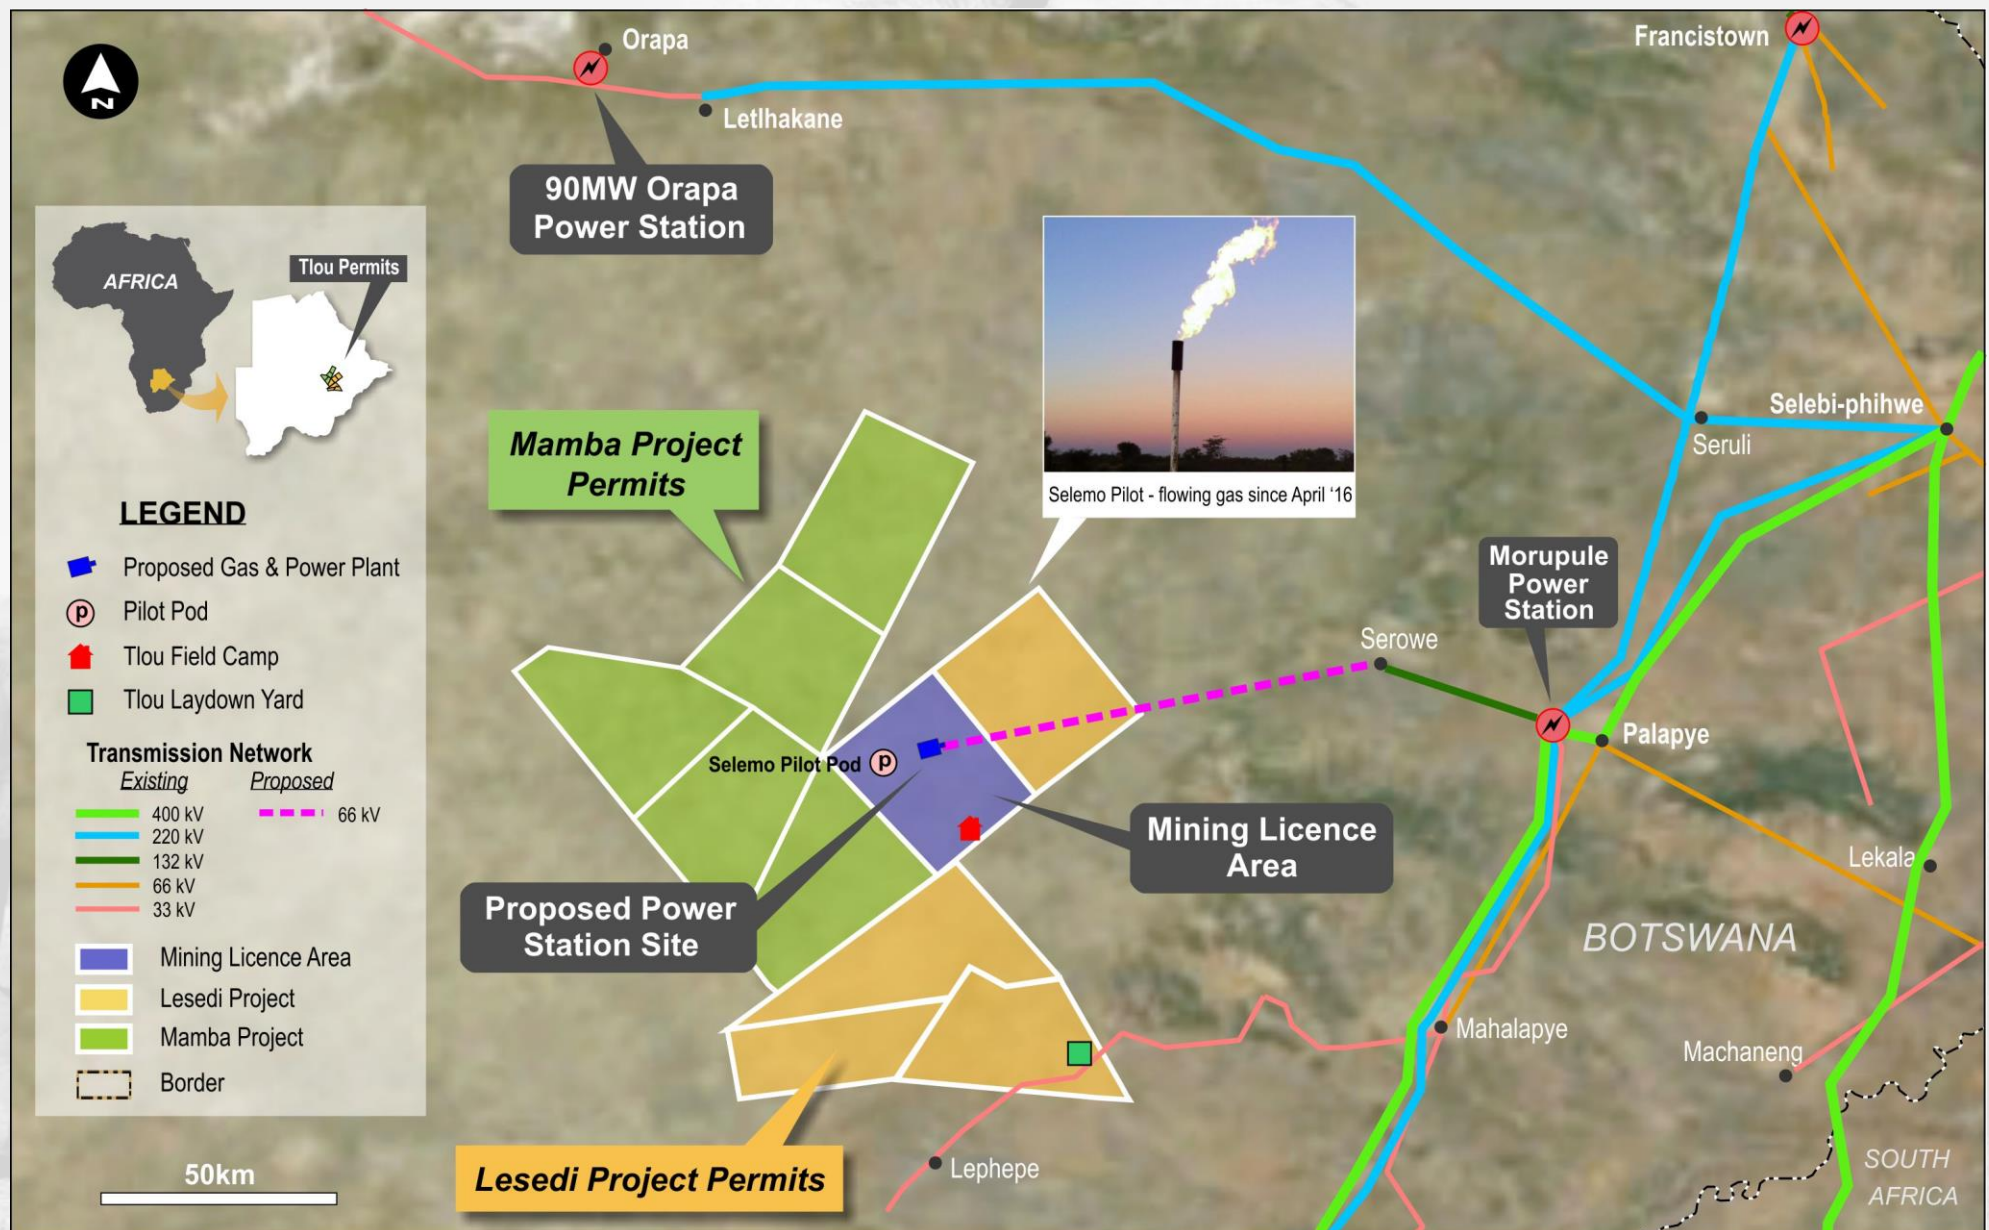 N
Orapa
Letlhakane
Francistown
90MW Orapa
Power Station
AFRICA
Tlou Permits
LEGEND
Proposed Gas & Power Plant
p
Pilot Pod
Tlou Field Camp
Tlou Laydown Yard
Transmission Network
Existing
Proposed
400 kV
66 kV
220 kV
132 kV
66 kV
33 kV
Mining Licence Area
Lesedi Project
Mamba Project
Border
50km
Mamba Project
Permits
Selemo Pilot - flowing gas since April ‘16
Selebi-phihwe
Seruli
Morupule
Power
Station
Serowe
Palapye
Selemo Pilot Pod
p
Mining Licence
Area
Proposed Power
Station Site
Lekala
BOTSWANA
Mahalapye
Machaneng
Lesedi Project Permits
Lephepe
SOUTH
AFRICA